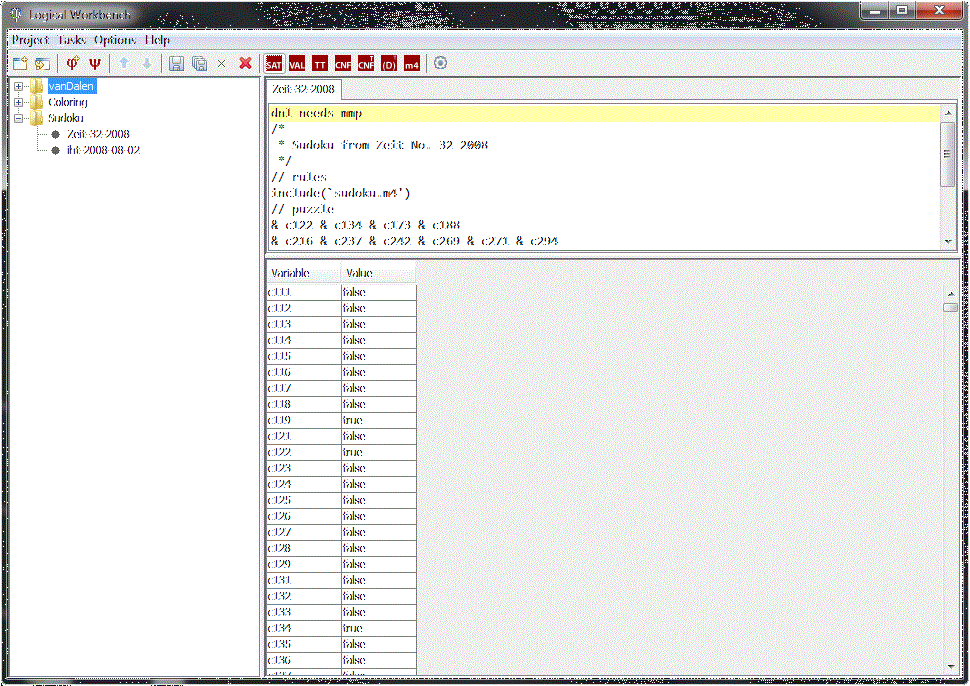 Logical Workbench
Project Tasks Options Help
φ ψ SAT VAL TT CNF CNF (D) m4
vanDalen
Coloring
Sudoku
Zeit-32-2008
iht-2008-08-02
Zeit-32-2008
dnl needs mmp
/*
* Sudoku from Zeit No. 32 2008
*/
// rules
include(`sudoku.m4')
// puzzle
& c122 & c134 & c173 & c188
& c216 & c237 & c242 & c269 & c271 & c294
Variable Value
c111 false
c112 false
c113 false
c114 false
c115 false
c116 false
c117 false
c118 false
c119 true
c121 false
c122 true
c123 false
c124 false
c125 false
c126 false
c127 false
c128 false
c129 false
c131 false
c132 false
c133 false
c134 true
c135 false
c136 false